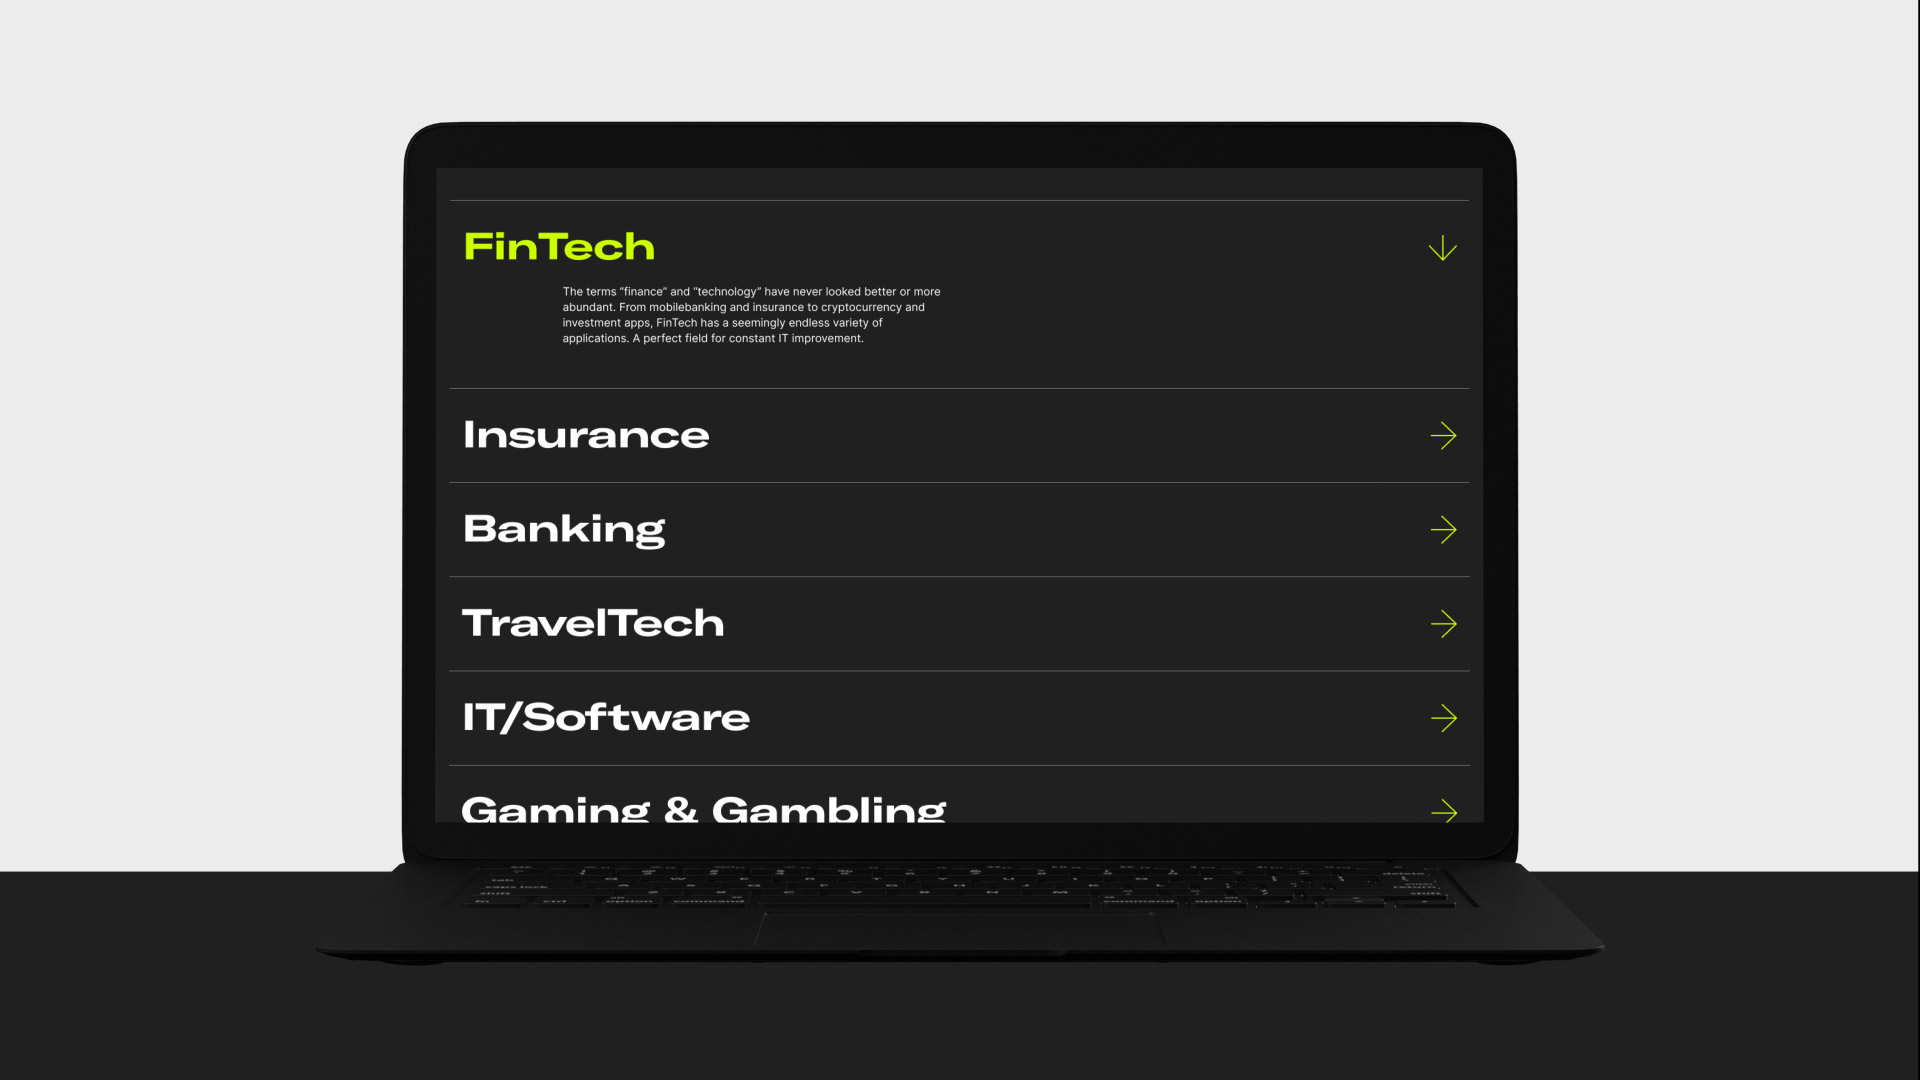 FinTech
The terms “finance” and “technology” have never looked better or more
abundant. From mobilebanking and insurance to cryptocurrency and
investment apps, FinTech has a seemingly endless variety of
applications. A perfect field for constant IT improvement.
Insurance
Banking
TravelTech
IT/Software
Gaming & Gambling